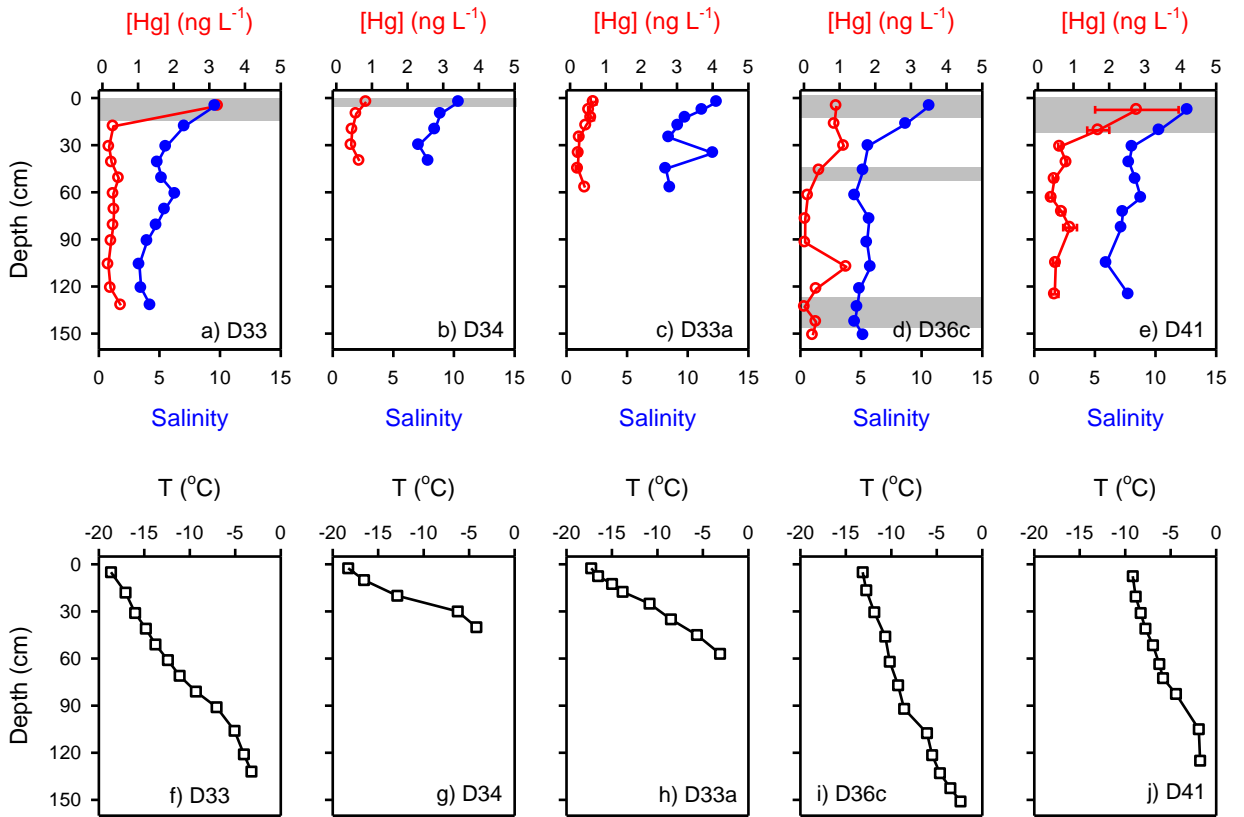 [Hg] (ng L-1) [Hg] (ng L-1) [Hg] (ng L-1) [Hg] (ng L-1) [Hg] (ng L-1)
0 1 2 3 4 5 0 1 2 3 4 5 0 1 2 3 4 5 0 1 2 3 4 5 0 1 2 3 4 5
0
30
60
90
120
150
Depth (cm)
a) D33 b) D34 c) D33a d) D36c e) D41
0 5 10 15 0 5 10 15 0 5 10 15 0 5 10 15 0 5 10 15
Salinity Salinity Salinity Salinity Salinity
T (oC) T (oC) T (oC) T (oC) T (oC)
-20 -15 -10 -5 0 -20 -15 -10 -5 0 -20 -15 -10 -5 0 -20 -15 -10 -5 0 -20 -15 -10 -5 0
0
30
60
90
120
150
Depth (cm)
f) D33 g) D34 h) D33a i) D36c j) D41